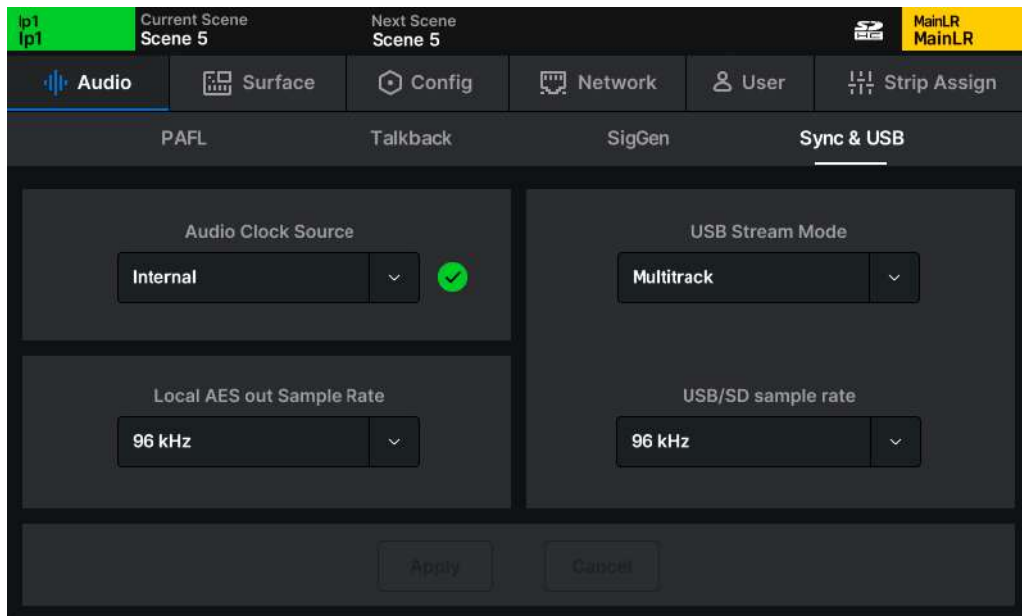 Ip1
Ip1
Current Scene
Scene 5
Next Scene
Scene 5
MainLR
MainLR
Audio
Surface
Config
Network
User
Strip Assign
PAFL
Talkback
SigGen
Sync & USB
Audio Clock Source
Internal
USB Stream Mode
Multitrack
Local AES out Sample Rate
96 kHz
USB/SD sample rate
96 kHz
Apply
Cancel